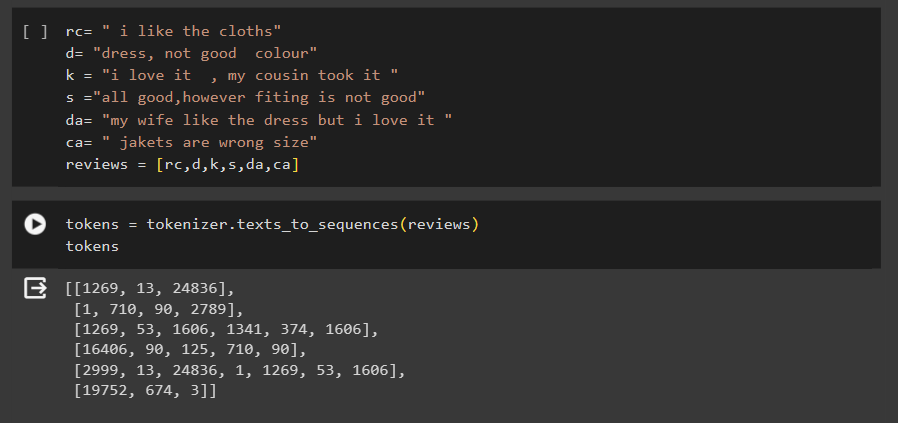 [ ] rc= " i like the cloths"
d= "dress, not good  colour"
k = "i love it  , my cousin took it "
s ="all good,however fiting is not good"
da= "my wife like the dress but i love it "
ca= " jakets are wrong size"
reviews = [rc,d,k,s,da,ca]
tokens = tokenizer.texts_to_sequences(reviews)
tokens
[[1269, 13, 24836],
[1, 710, 90, 2789],
[1269, 53, 1606, 1341, 374, 1606],
[16406, 90, 125, 710, 90],
[2999, 13, 24836, 1, 1269, 53, 1606],
[19752, 674, 3]]